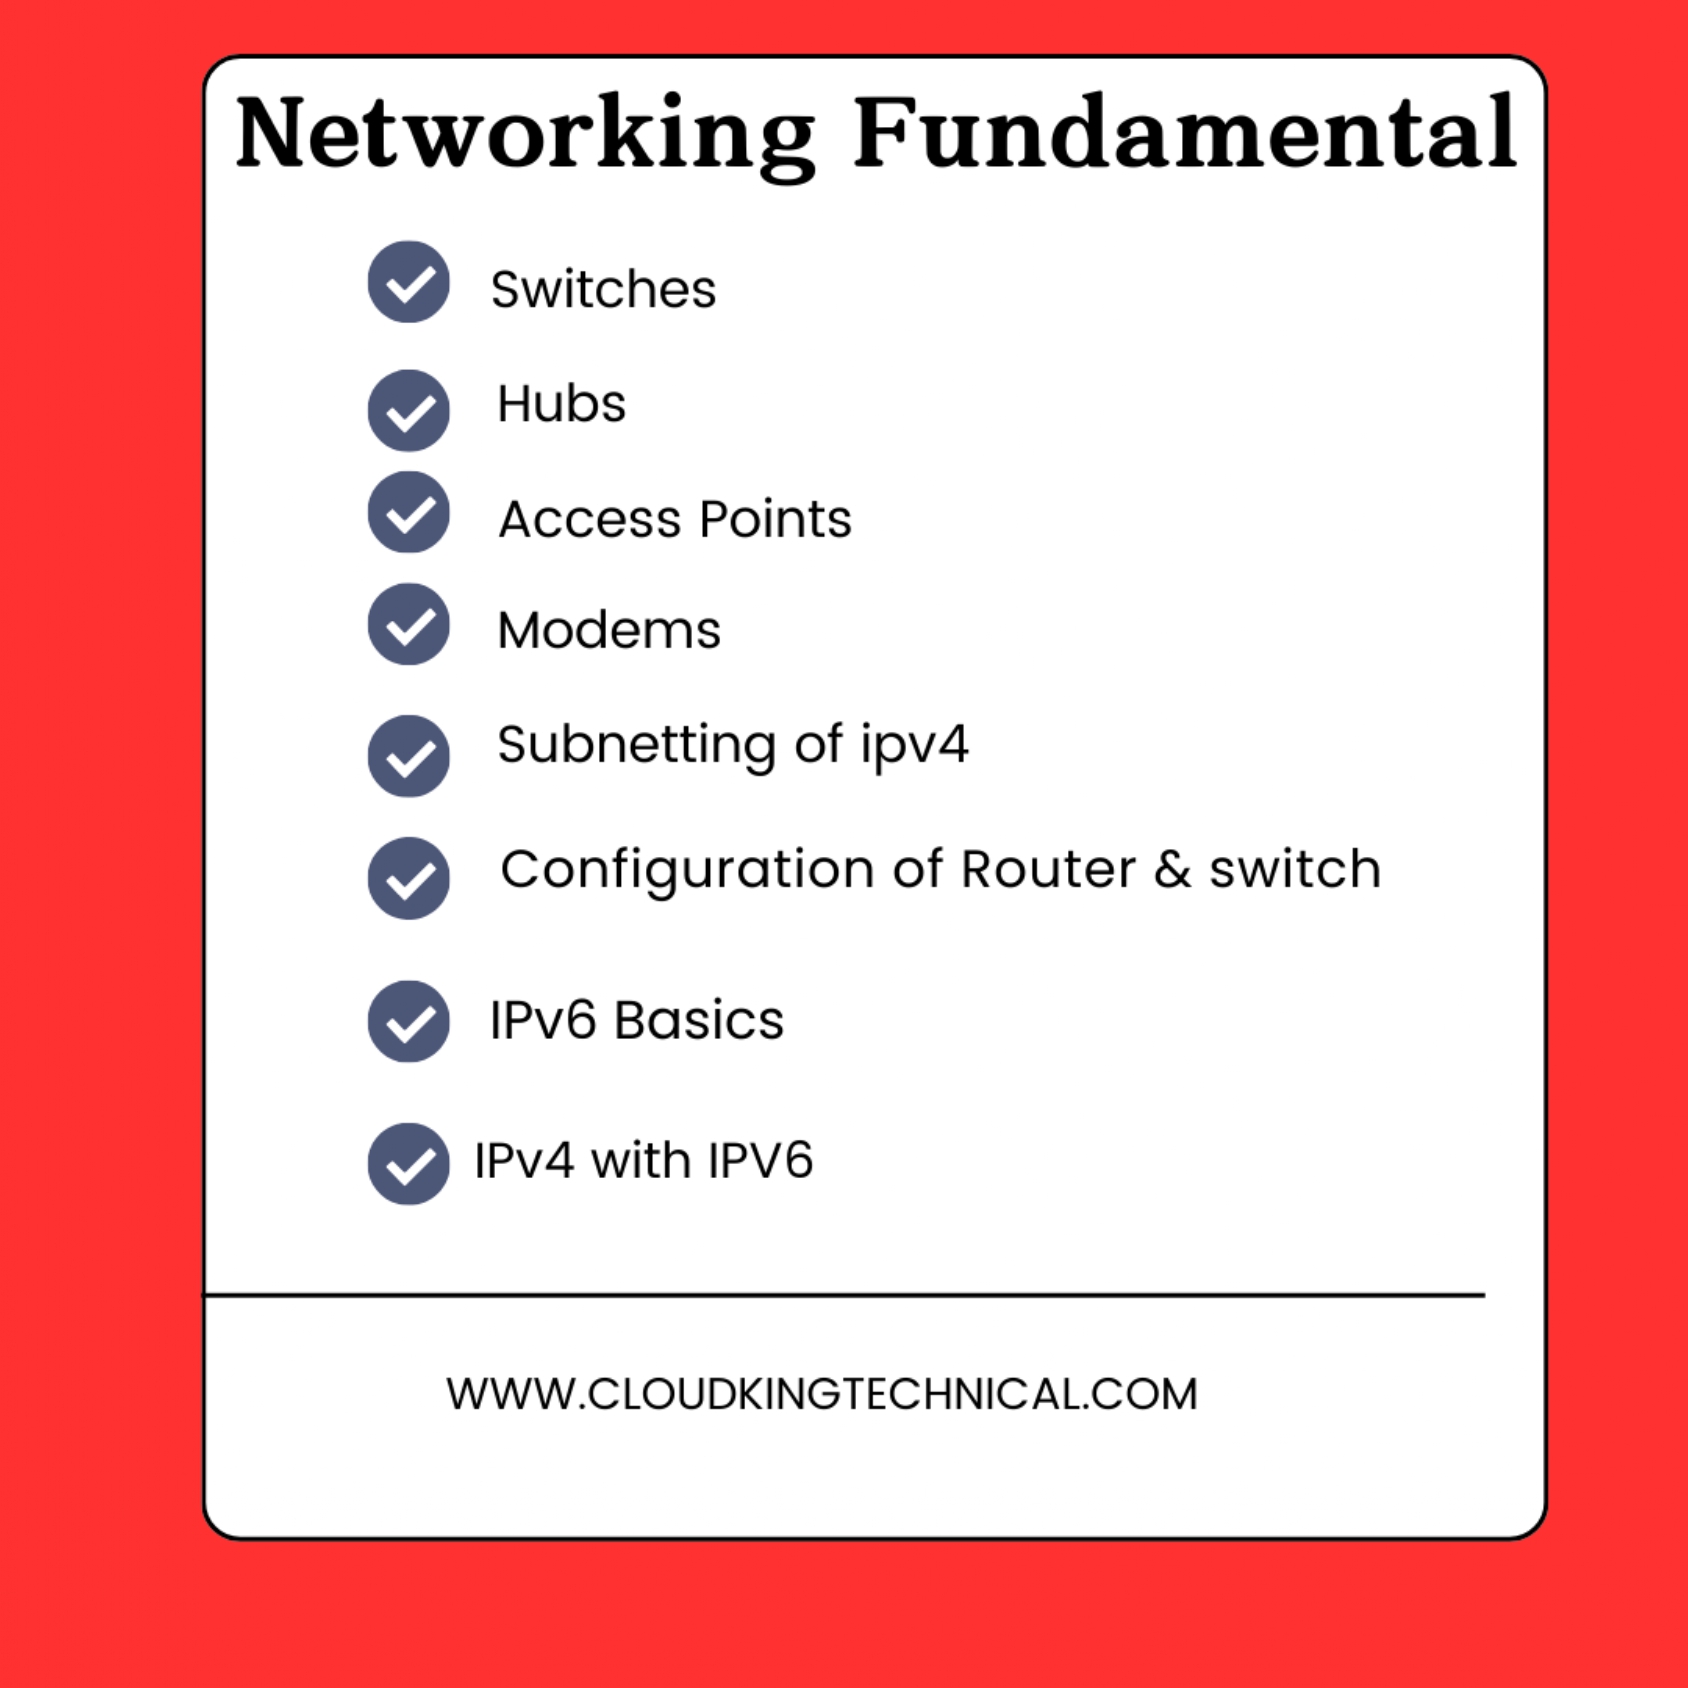 Networking Fundamental
Switches
Hubs
Access Points
Modems
Subnetting of ipv4
Configuration of Router & switch
IPv6 Basics
IPv4 with IPV6
WWW.CLOUDKINGTECHNICAL.COM